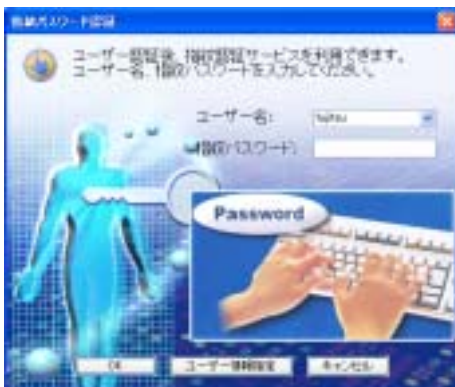 ユーザー認証後、指紋認証サービスを利用できます。
ユーザー名、指紋パスワードを入力してください。
ユーザー名:
指紋パスワード:
Password
OK
キャンセル